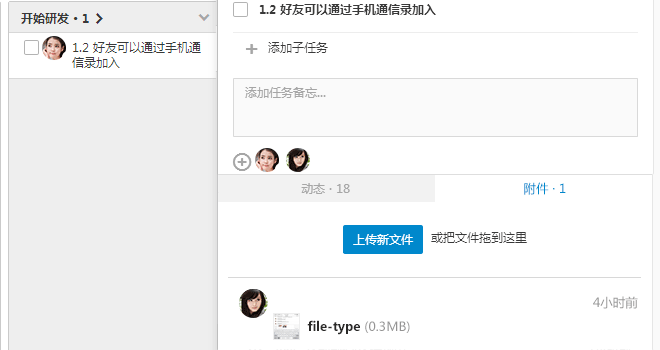 开始研发 · 1
1.2 好友可以通过手机通
信录加入
1.2 好友可以通过手机通信录加入
添加子任务
添加任务备忘...
动态 · 18
附件 · 1
上传新文件 或把文件拖到这里
4小时前
file-type (0.3MB)